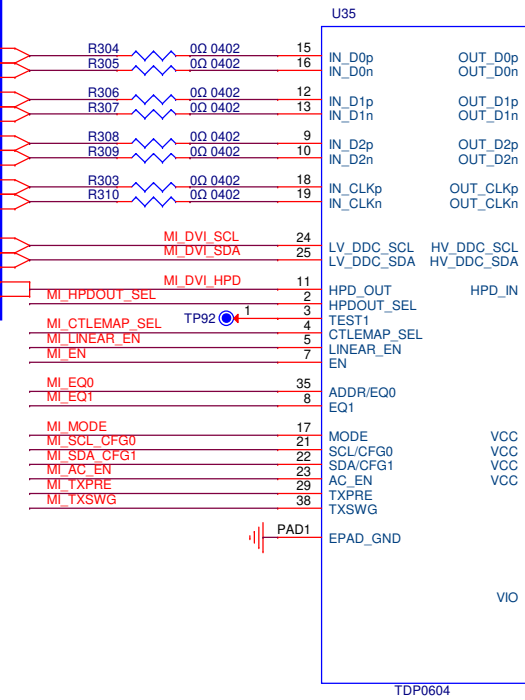 U35
R304 0Ω 0402 15 IN_D0p OUT_D0p
R305 0Ω 0402 16 IN_D0n OUT_D0n
R306 0Ω 0402 12 IN_D1p OUT_D1p
R307 0Ω 0402 13 IN_D1n OUT_D1n
R308 0Ω 0402 9 IN_D2p OUT_D2p
R309 0Ω 0402 10 IN_D2n OUT_D2n
R303 0Ω 0402 18 IN_CLKp OUT_CLKp
R310 0Ω 0402 19 IN_CLKn OUT_CLKn
MI_DVI_SCL 24 LV_DDC_SCL HV_DDC_SCL
MI_DVI_SDA 25 LV_DDC_SDA HV_DDC_SDA
MI_DVI_HPD 11 HPD_OUT HPD_IN
MI_HPDOUT_SEL 2 HPDOUT_SEL
TP92 1 3 TEST1
MI_CTLEMAP_SEL 4 CTLEMAP_SEL
MI_LINEAR_EN 5 LINEAR_EN
MI_EN 7 EN
MI_EQ0 35 ADDR/EQ0
MI_EQ1 8 EQ1
MI_MODE 17 MODE VCC
MI_SCL_CFG0 21 SCL/CFG0 VCC
MI_SDA_CFG1 22 SDA/CFG1 VCC
MI_AC_EN 23 AC_EN VCC
MI_TXPRE 29 TXPRE
MI_TXSWG 38 TXSWG
PAD1 EPAD_GND
VIO
TDP0604